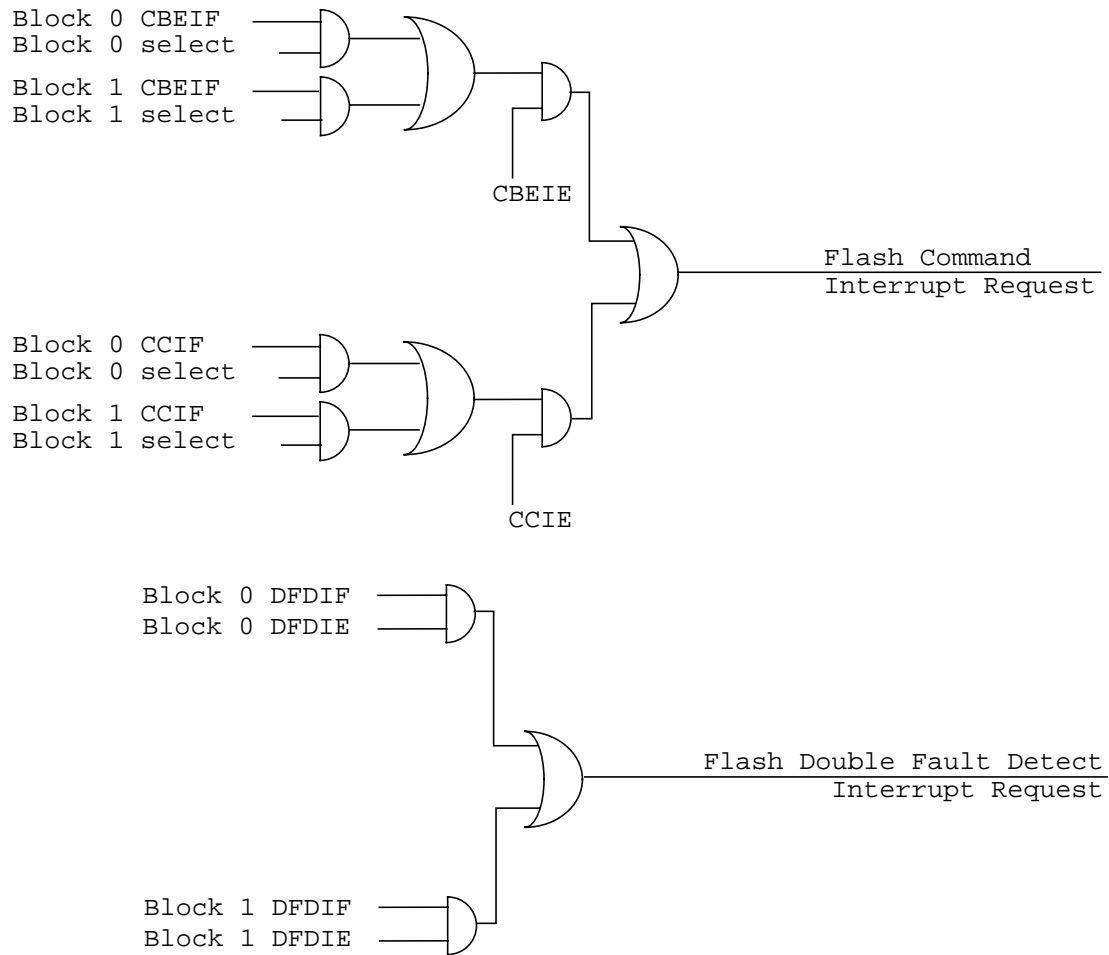 Block 0 CBEIF
Block 0 select
Block 1 CBEIF
Block 1 select
CBEIE
Flash Command
Interrupt Request
Block 0 CCIF
Block 0 select
Block 1 CCIF
Block 1 select
CCIE
Block 0 DFDIF
Block 0 DFDIE
Flash Double Fault Detect
Interrupt Request
Block 1 DFDIF
Block 1 DFDIE